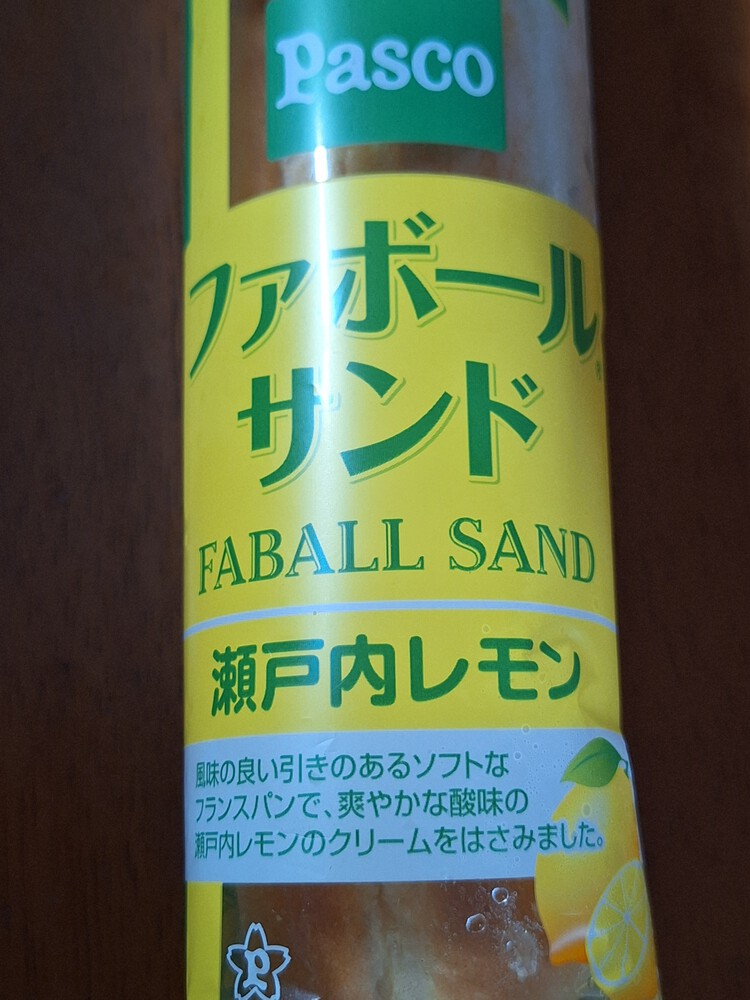 Pasco
ファボール
サンド
FABALL SAND
瀬戸内レモン
風味の良い引きのあるソフトな
フランスパンで、爽やかな酸味の
瀬戸内レモンのクリームをはさみました。
P